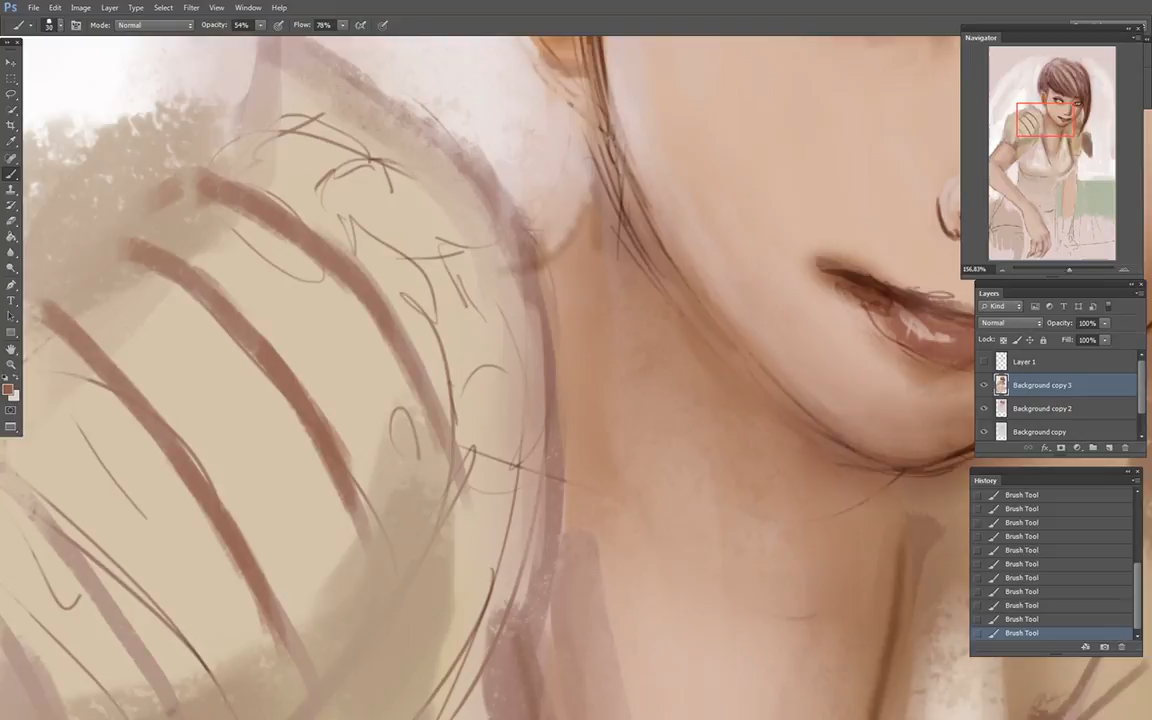 Ps File Edit Image Layer Type Select Filter View Window Help
30 Mode: Normal Opacity: 54% Flow: 78%
Navigator
156.83%
Layers
Kind
Normal Opacity: 100%
Lock: Fill: 100%
Layer 1
Background copy 3
Background copy 2
Background copy
History
Brush Tool
Brush Tool
Brush Tool
Brush Tool
Brush Tool
Brush Tool
Brush Tool
Brush Tool
Brush Tool
Brush Tool
Brush Tool